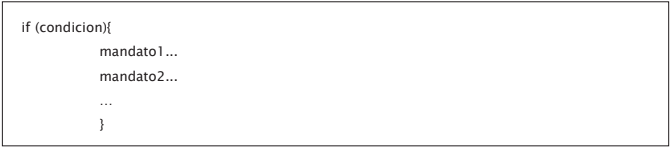 if (condicion){
mandato1...
mandato2...
...
}